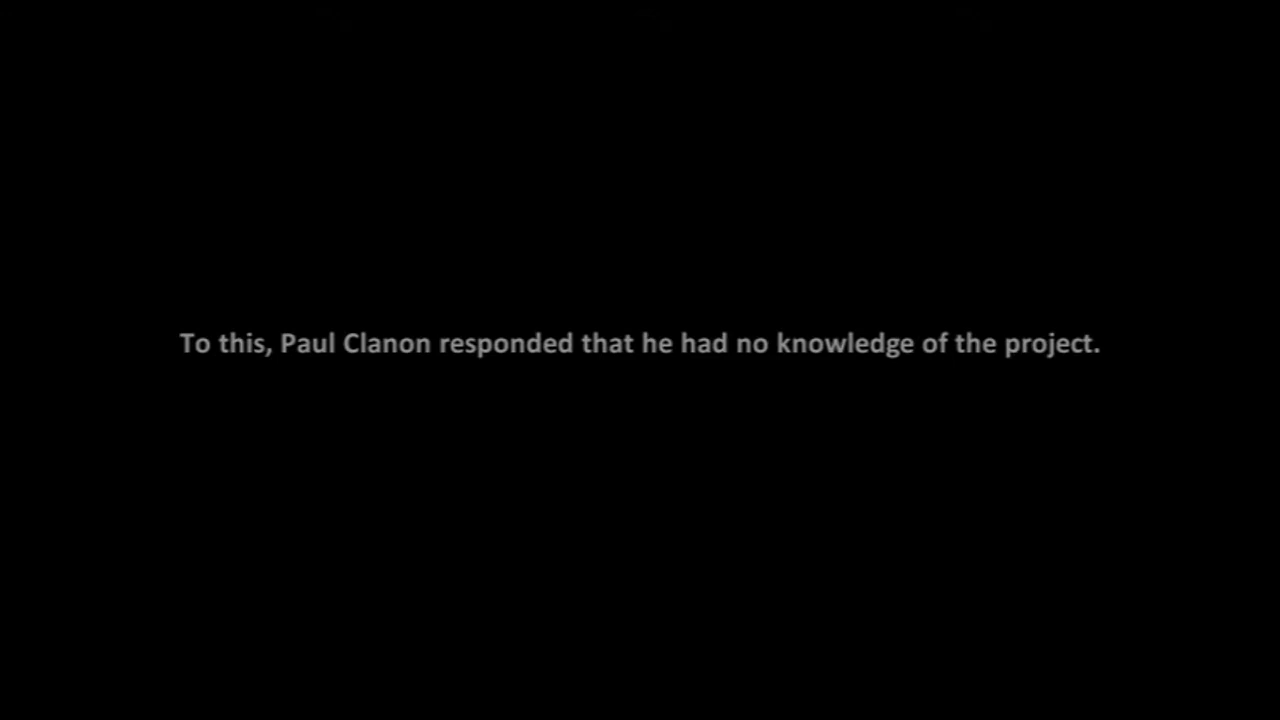 To this, Paul Clanon responded that he had no knowledge of the project.